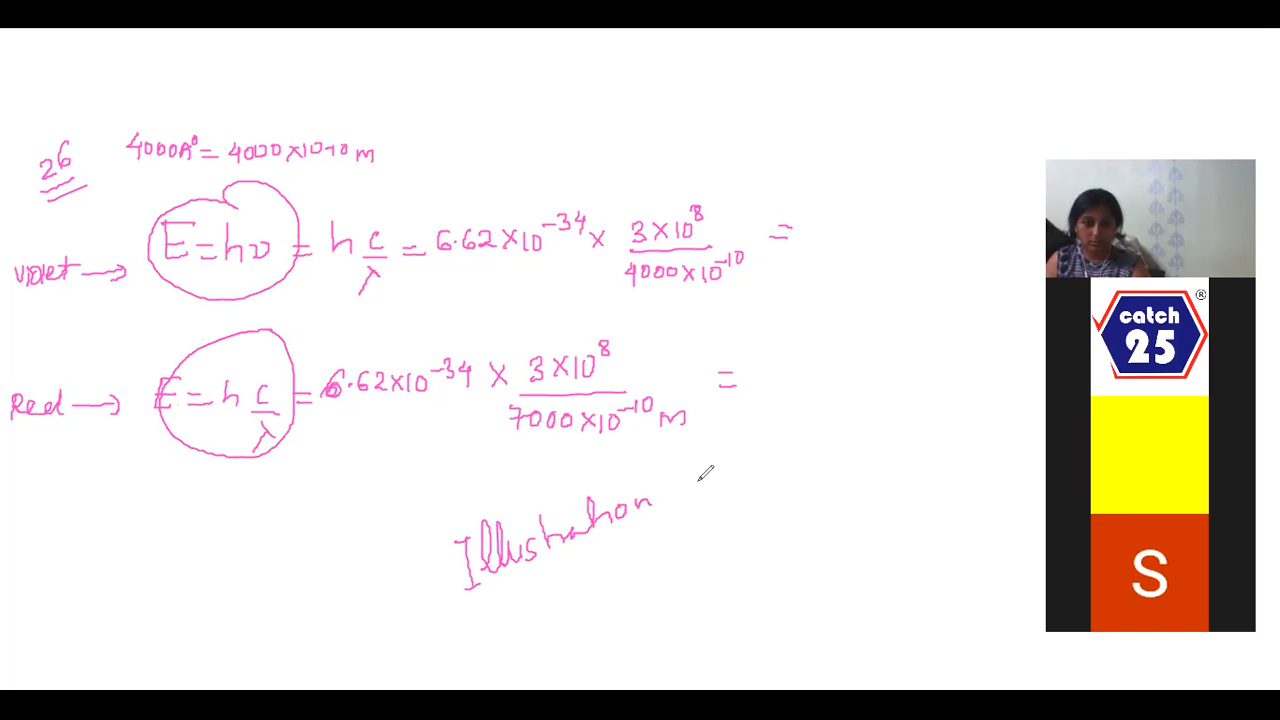 26
4000A° = 4000×10-10 m
violet → E = hν = h c/λ = 6.62×10⁻³⁴ × 3×10⁸/4000×10⁻¹⁰ =
Red → E = h c/λ = 6.62×10⁻³⁴ × 3×10⁸/7000×10⁻¹⁰ m =
Illustration
catch
25
®
S